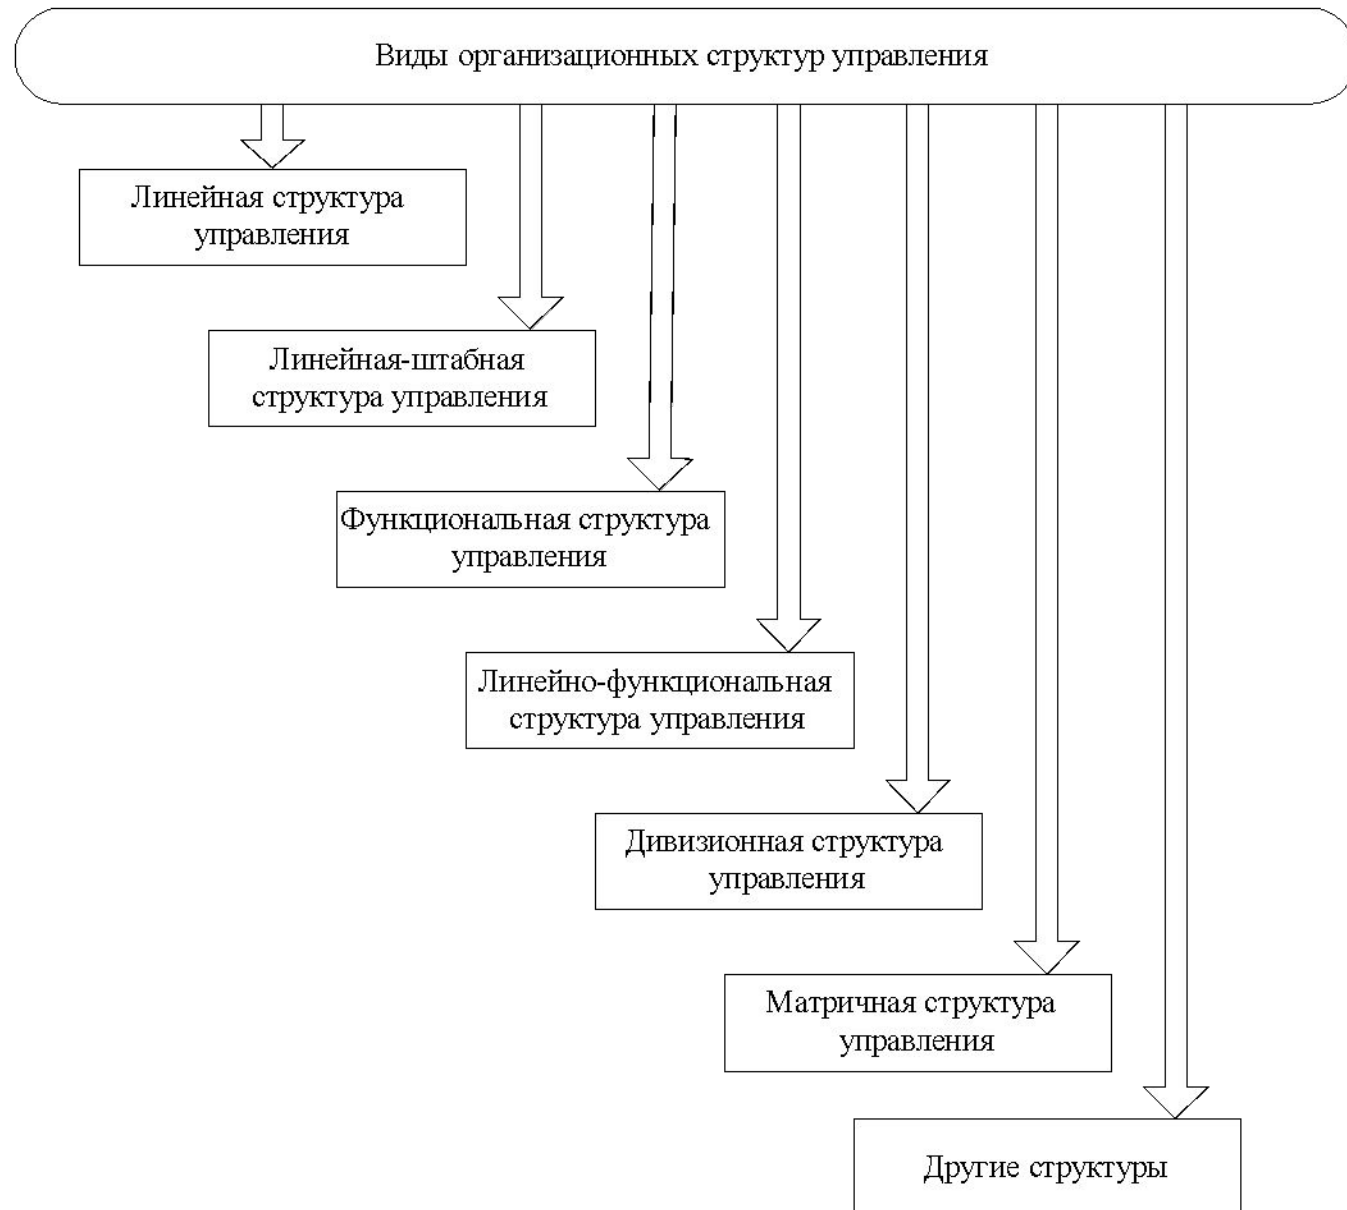 Виды организационных структур управления
Линейная структура
управления
Линейная-штабная
структура управления
Функциональная структура
управления
Линейно-функциональная
структура управления
Дивизионная структура
управления
Матричная структура
управления
Другие структуры